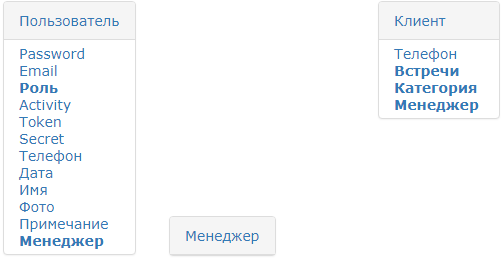 Пользователь
Password
Email
Роль
Activity
Token
Secret
Телефон
Дата
Имя
Фото
Примечание
Менеджер
Менеджер
Клиент
Телефон
Встречи
Категория
Менеджер